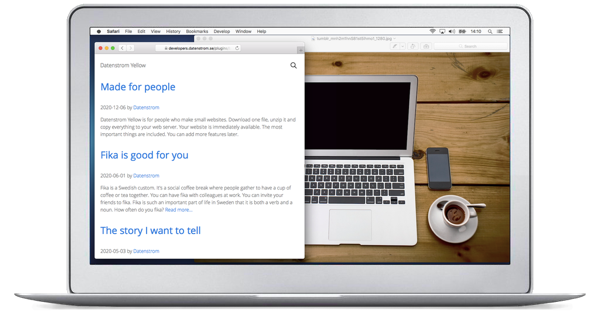 Safari File Edit View History Bookmarks Develop Window Help 14:10
Datenstrom Yellow
Made for people
2020-12-06 by Datenstrom
Datenstrom Yellow is for people who make small websites. Download one file, unzip it and
copy everything to your web server. Your website is immediately available. The most
important things are included. You can add more features later.
Fika is good for you
2020-06-01 by Datenstrom
Fika is a Swedish custom. It's a social coffee break where people gather to have a cup of
coffee or tea together. You can have fika with colleagues at work. You can invite your
friends to fika. Fika is such an important part of life in Sweden that it is both a verb and a
noun. How often do you fika? Read more...
The story I want to tell
2020-05-03 by Datenstrom